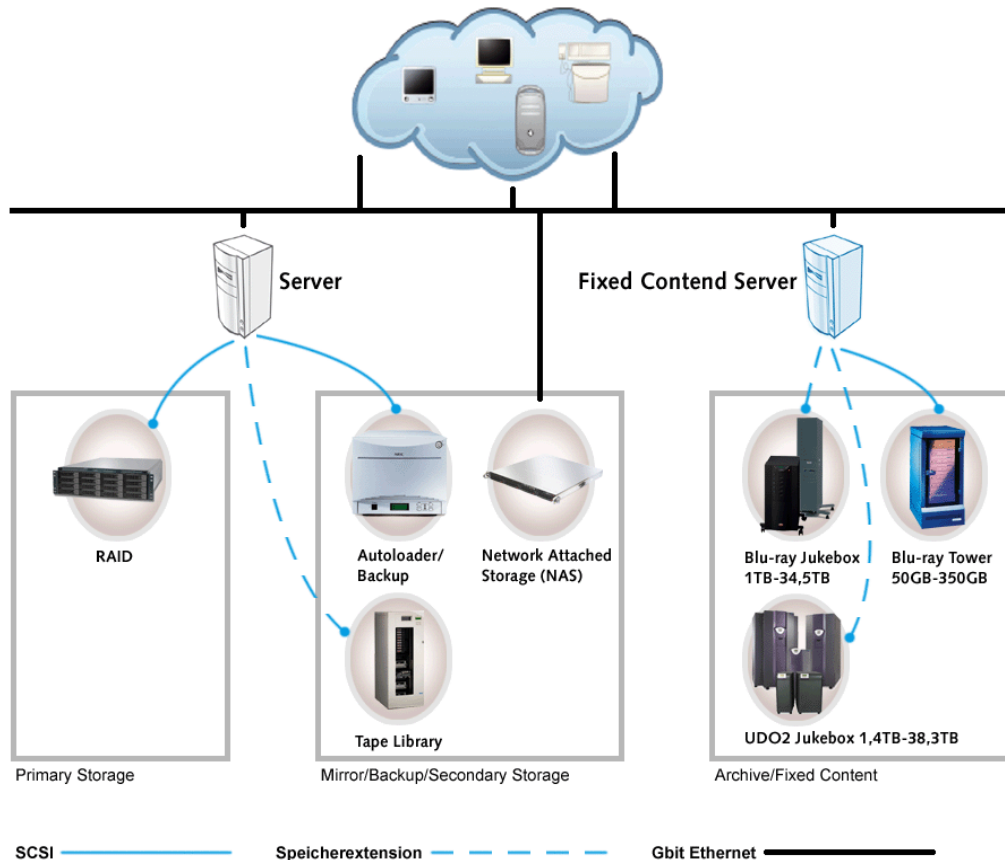 Server
Fixed Contend Server
RAID
Autoloader/
Backup
Network Attached
Storage (NAS)
Tape Library
Blu-ray Jukebox
1TB-34,5TB
Blu-ray Tower
50GB-350GB
UDO2 Jukebox 1,4TB-38,3TB
Primary Storage
Mirror/Backup/Secondary Storage
Archive/Fixed Content
SCSI
Speicherextension
Gbit Ethernet